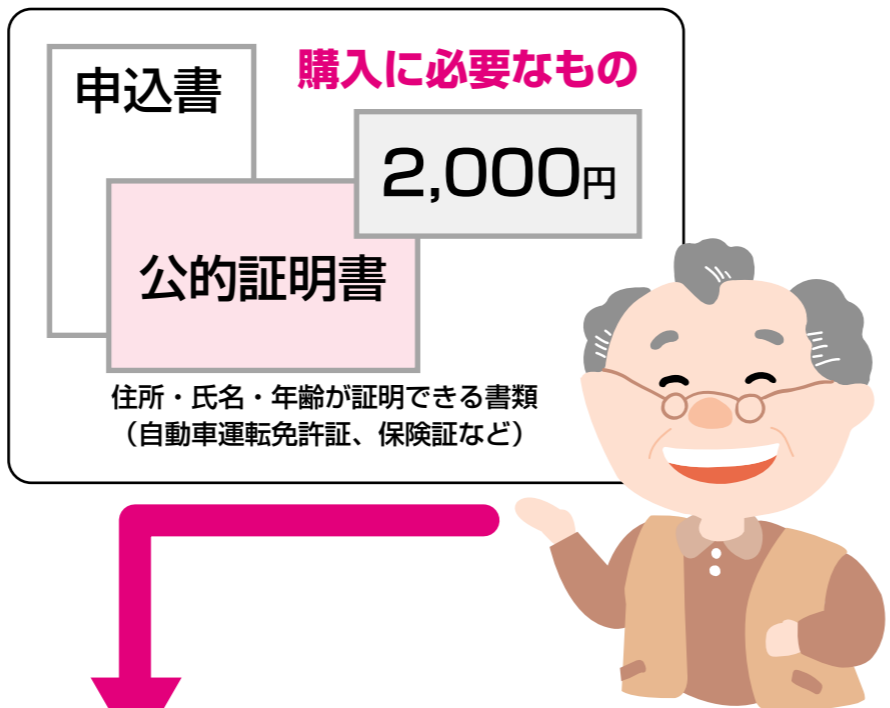 購入に必要なもの
申込書
2,000円
公的証明書
住所・氏名・年齢が証明できる書類
（自動車運転免許証、保険証など）